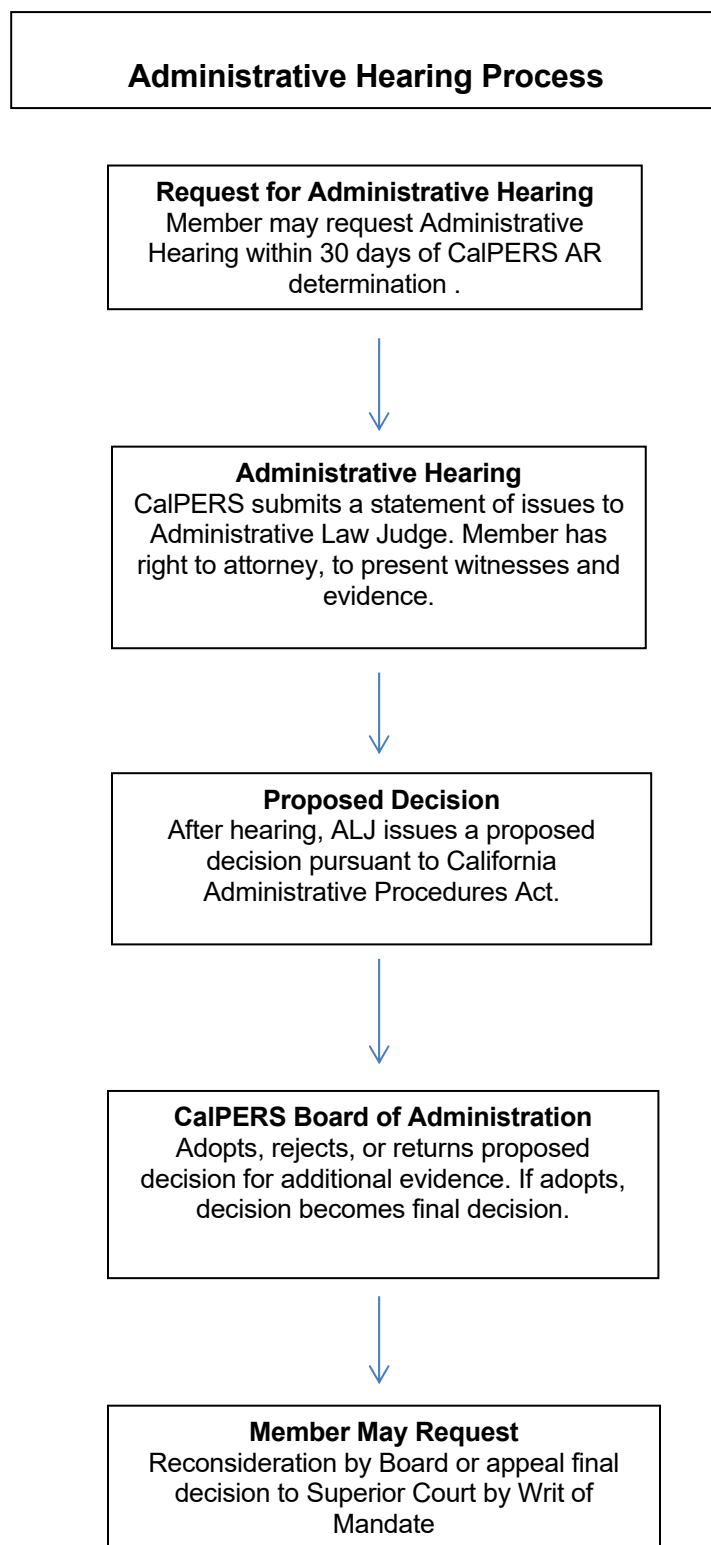 Administrative Hearing Process
Request for Administrative Hearing
Member may request Administrative
Hearing within 30 days of CalPERS AR
determination .
Administrative Hearing
CalPERS submits a statement of issues to
Administrative Law Judge. Member has
right to attorney, to present witnesses and
evidence.
Proposed Decision
After hearing, ALJ issues a proposed
decision pursuant to California
Administrative Procedures Act.
CalPERS Board of Administration
Adopts, rejects, or returns proposed
decision for additional evidence. If adopts,
decision becomes final decision.
Member May Request
Reconsideration by Board or appeal final
decision to Superior Court by Writ of
Mandate